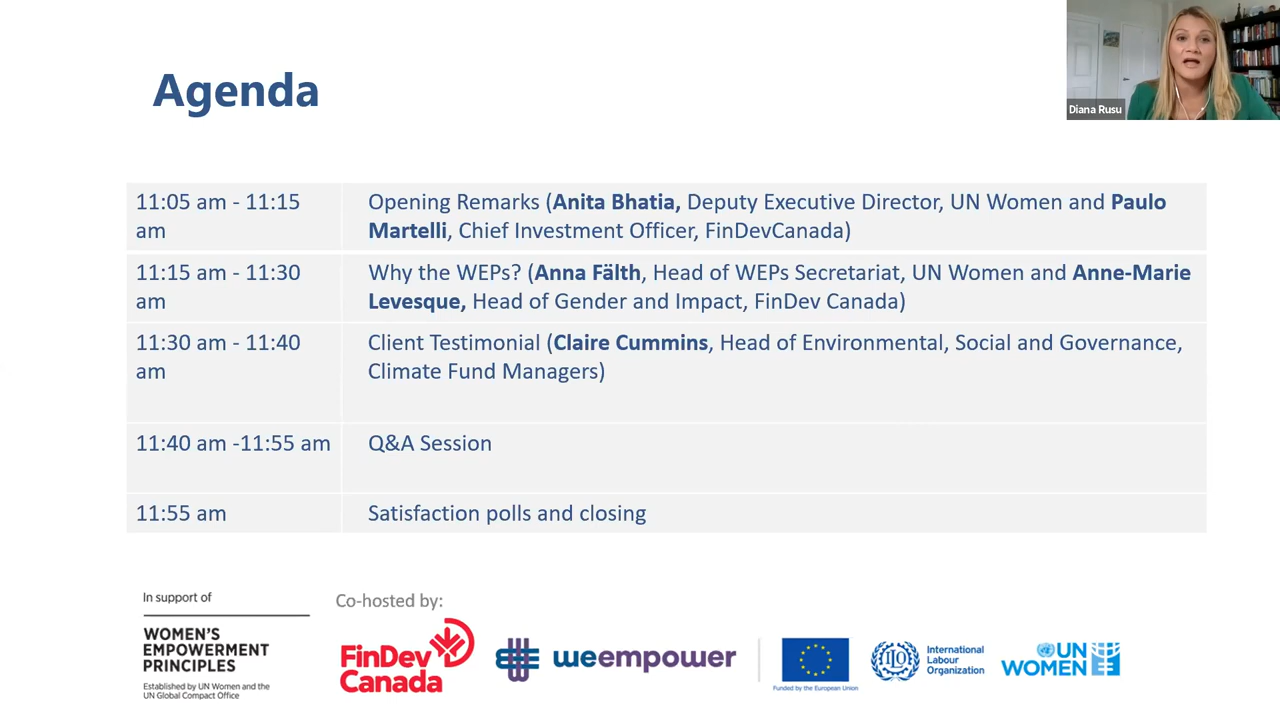 Agenda
Diana Rusu
11:05 am - 11:15
am
Opening Remarks (Anita Bhatia, Deputy Executive Director, UN Women and Paulo
Martelli, Chief Investment Officer, FinDevCanada)
11:15 am - 11:30
am
Why the WEPs? (Anna Fälth, Head of WEPs Secretariat, UN Women and Anne-Marie
Levesque, Head of Gender and Impact, FinDev Canada)
11:30 am - 11:40
am
Client Testimonial (Claire Cummins, Head of Environmental, Social and Governance,
Climate Fund Managers)
11:40 am -11:55 am
Q&A Session
11:55 am
Satisfaction polls and closing
In support of
WOMEN'S
EMPOWERMENT
PRINCIPLES
Established by UN Women and the
UN Global Compact Office
Co-hosted by:
FinDev
Canada
weempower
Funded by the European Union
ILO
International
Labour
Organization
UN
WOMEN